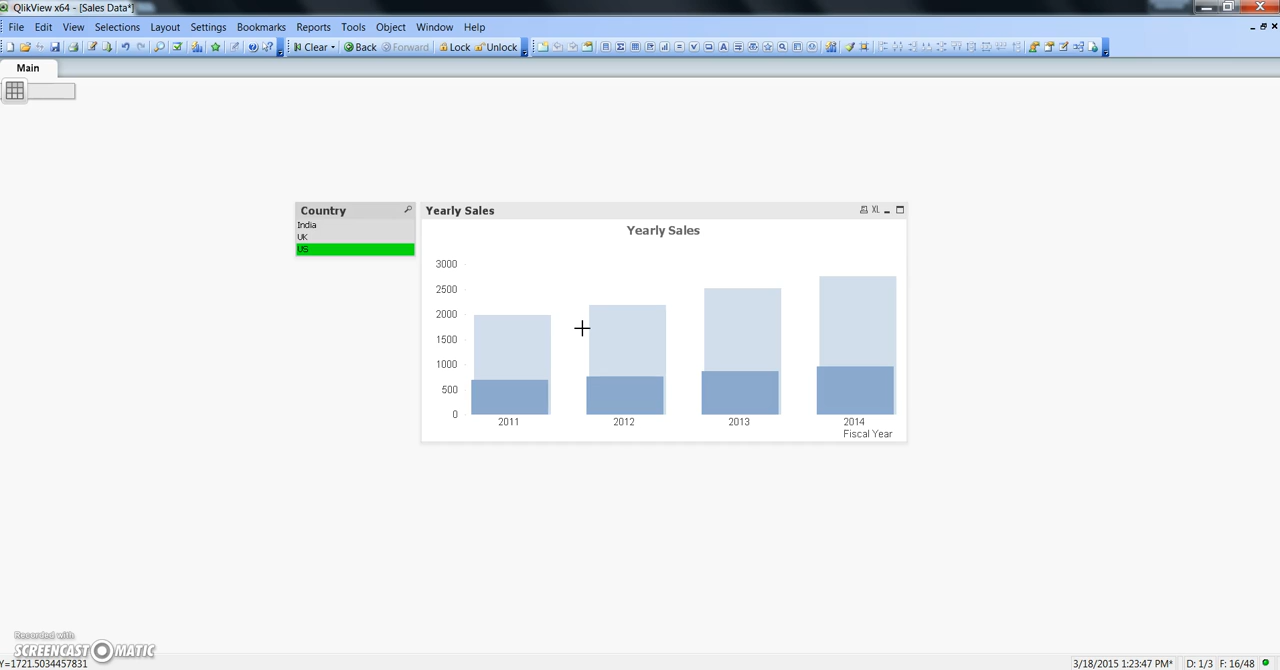 QlikView x64 - [Sales Data*]
File Edit View Selections Layout Settings Bookmarks Reports Tools Object Window Help
Clear Back Forward Lock Unlock
Main
Country
India
UK
US
Yearly Sales XL
Yearly Sales
3000
2500
2000
1500
1000
500
0
2011 2012 2013 2014
Fiscal Year
Recorded with
SCREENCAST O MATIC
Y=1721.5034457831 3/18/2015 1:23:47 PM* D: 1/3 F: 16/48